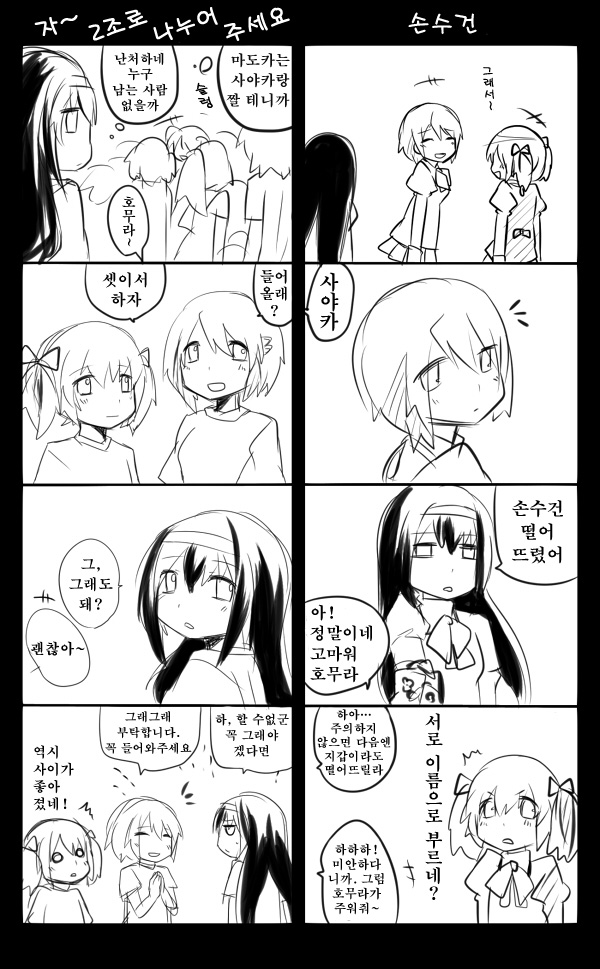 손수건
그래서~
사
야
카
손수건
떨어
뜨렸어
아!
정말이네
고마워
호무라
하아…
주의하지
않으면 다음엔
지갑이라도
떨어뜨릴라
서로 이름으로 부르네?
하하하!
미안하다
니까. 그럼
호무라가
주워줘~
자~ 2조로 나누어 주세요
마도카는
사야카랑
짤 테니까
난처하네
누구
남는 사람
없을까
술렁
호무라~
들어
올래
?
셋이서
하자
그,
그래도
돼?
괜찮아~
하, 할 수없군
꼭 그래야
겠다면
그래그래
부탁합니다.
꼭 들어와주세요
역시
사이가
좋아
졌네!